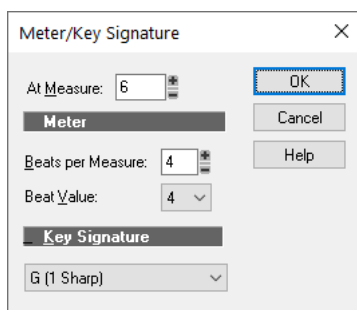 Meter/Key Signature
At Measure: 6
OK
Meter
Cancel
Beats per Measure: 4
Help
Beat Value: 4
Key Signature
G (1 Sharp)